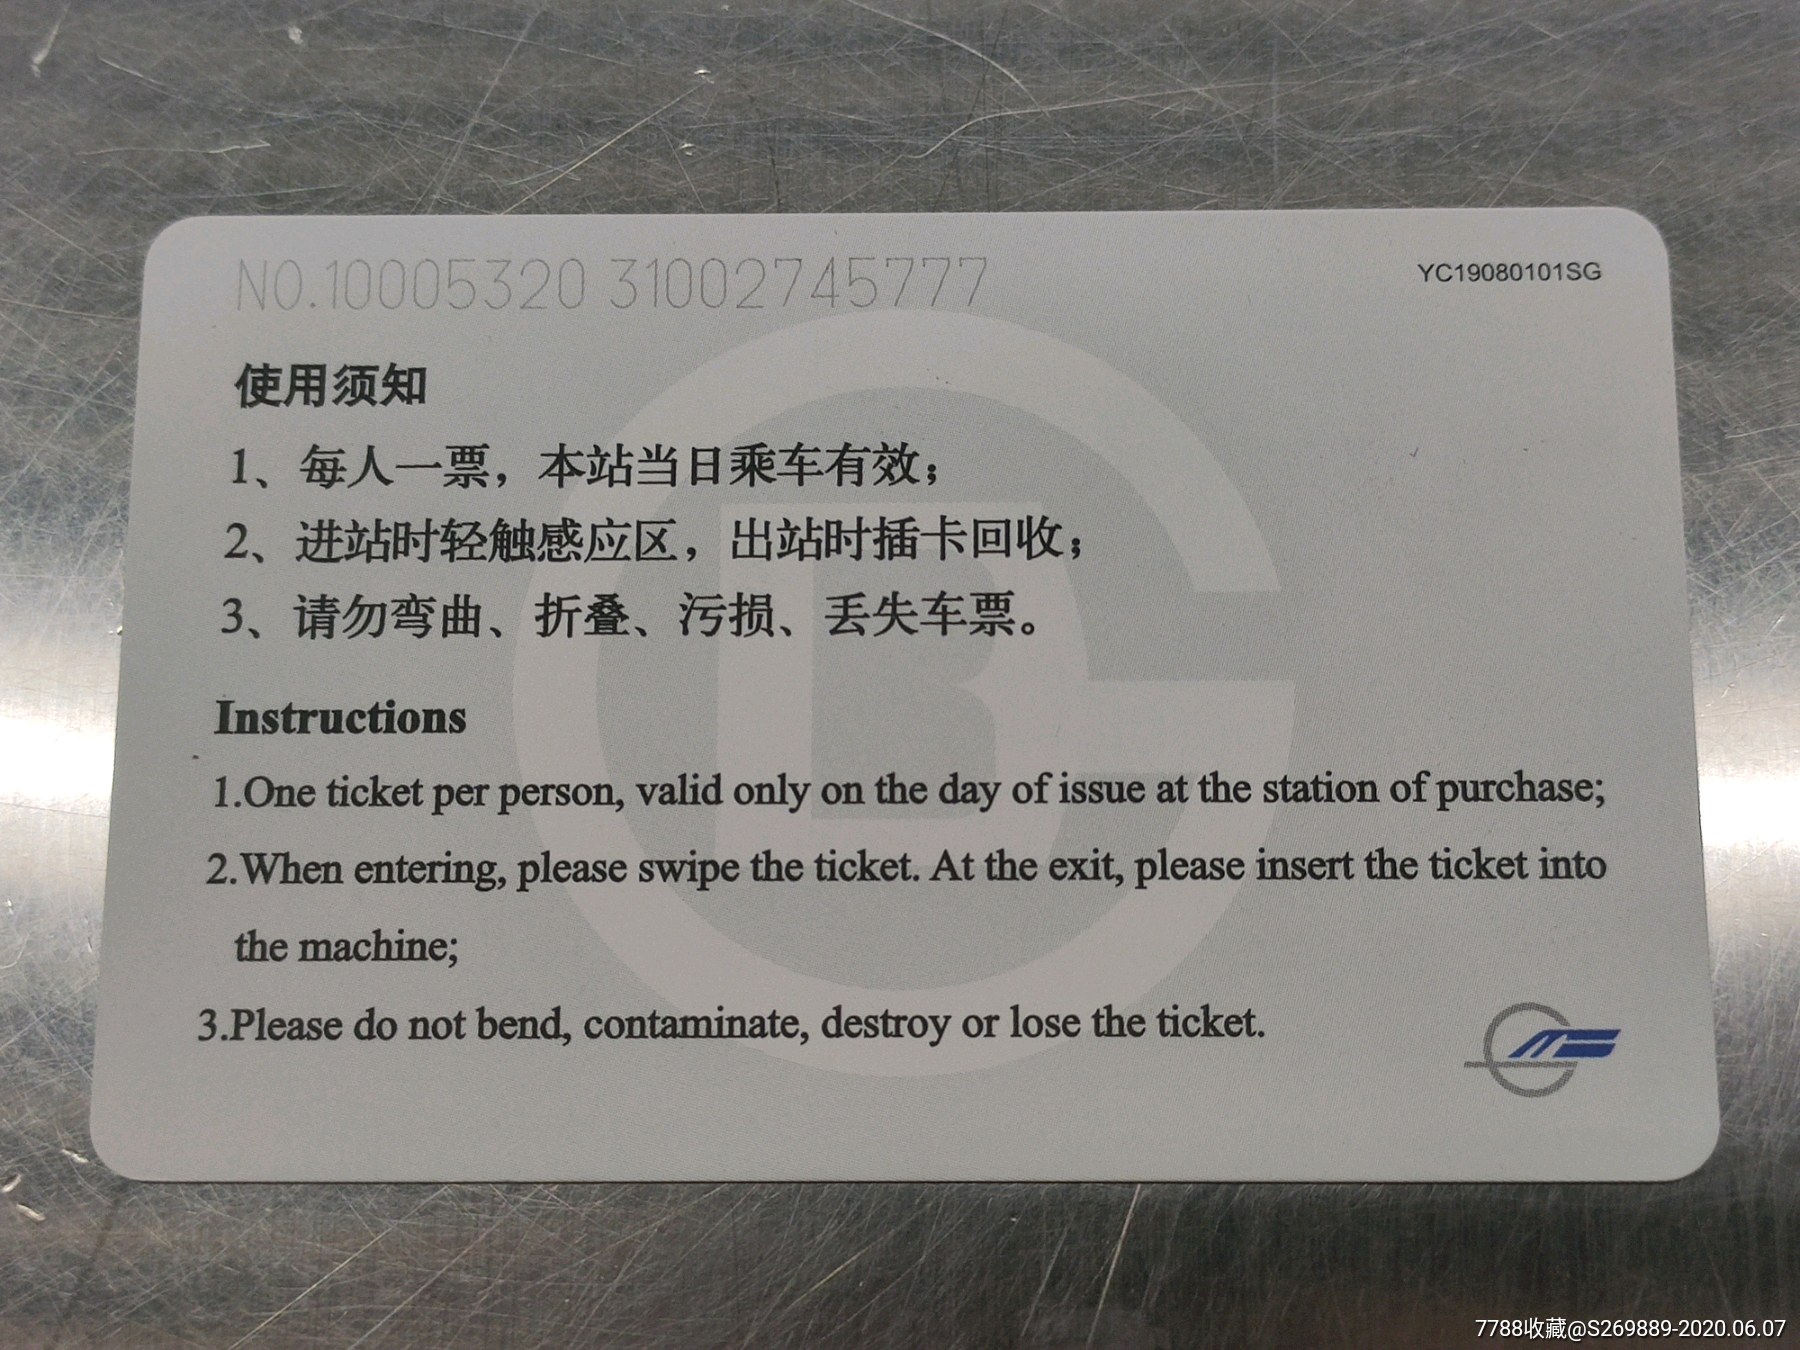 NO.10005320 31002745777
YC19080101SG
使用须知
1、每人一票，本站当日乘车有效；
2、进站时轻触感应区，出站时插卡回收；
3、请勿弯曲、折叠、污损、丢失车票。
Instructions
1.One ticket per person, valid only on the day of issue at the station of purchase;
2.When entering, please swipe the ticket. At the exit, please insert the ticket into
the machine;
3.Please do not bend, contaminate, destroy or lose the ticket.
7788收藏@S269889-2020.06.07